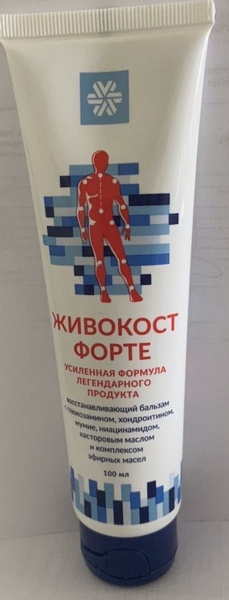 ЖИВОКОСТ
ФОРТЕ
УСИЛЕННАЯ ФОРМУЛА
ЛЕГЕНДАРНОГО
ПРОДУКТА
восстанавливающий бальзам
с глюкозамином, хондроитином,
мумие, ниацинамидом,
касторовым маслом
и комплексом
эфирных масел
100 мл